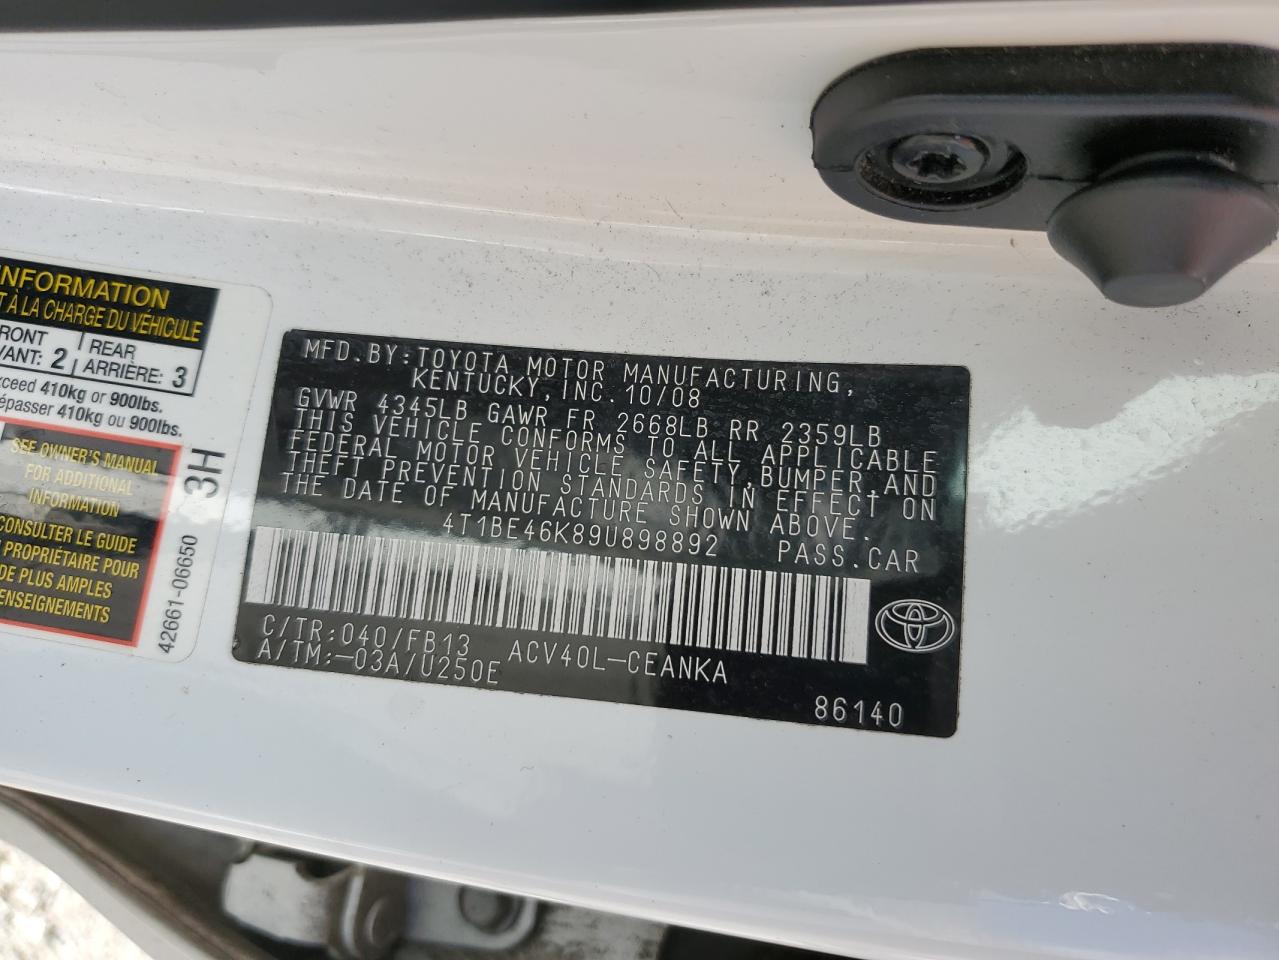 INFORMATION
T À LA CHARGE DU VÉHICULE
RONT
VANT: 2
REAR
ARRIÈRE: 3
xceed 410kg or 900lbs.
épasser 410kg ou 900lbs.
SEE OWNER'S MANUAL
FOR ADDITIONAL
INFORMATION
CONSULTER LE GUIDE
U PROPRIÉTAIRE POUR
DE PLUS AMPLES
ENSEIGNEMENTS
3H
42661-06650
MFD.BY:TOYOTA MOTOR MANUFACTURING,
KENTUCKY,INC.10/08
GVWR 4345LB GAWR FR 2668LB RR 2359LB
THIS VEHICLE CONFORMS TO ALL APPLICABLE
FEDERAL MOTOR VEHICLE SAFETY,BUMPER,AND
THEFT PREVENTION STANDARDS IN EFFECT ON
THE DATE OF MANUFACTURE SHOWN ABOVE.
4T1BE46K89U898892 PASS.CAR
C/TR:040/FB13 ACV40L-CEANKA
A/TM:-03A/U250E
86140